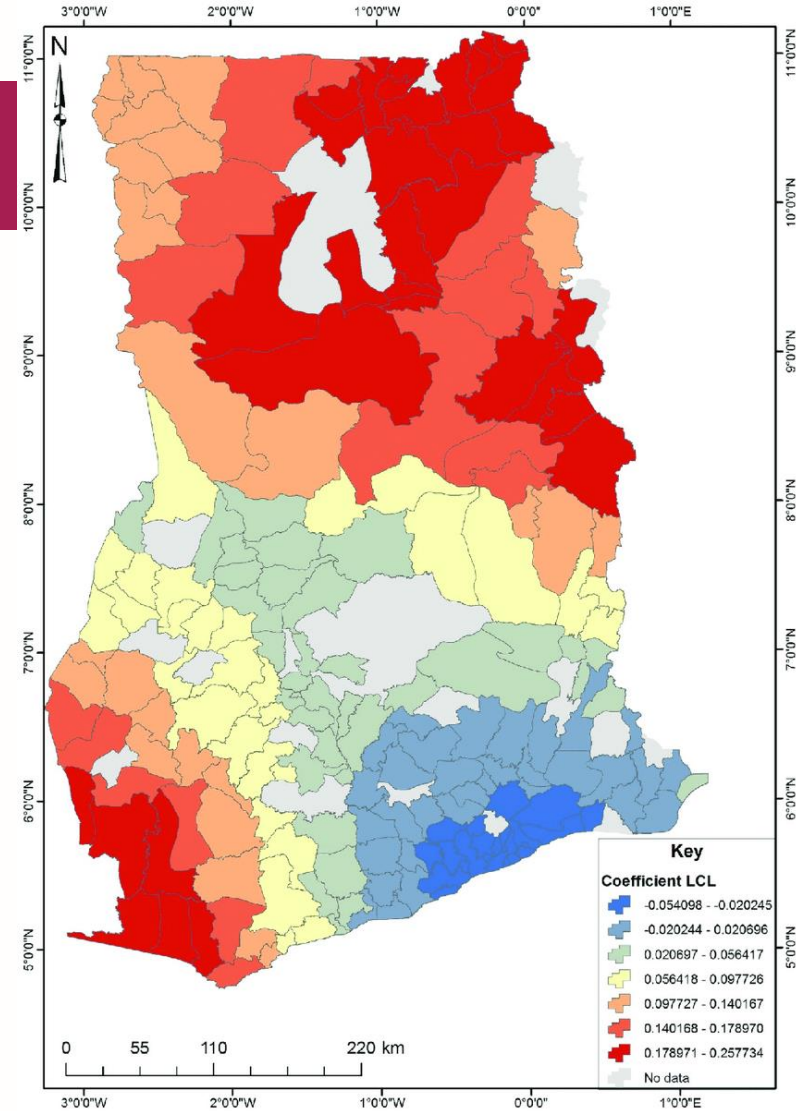 3°0'0"W 2°0'0"W 1°0'0"W 0°0'0" 1°0'0"E
N
11°0'0"N 11°0'0"N
10°0'0"N 10°0'0"N
9°0'0"N 9°0'0"N
8°0'0"N 8°0'0"N
7°0'0"N 7°0'0"N
6°0'0"N 6°0'0"N
5°0'0"N 5°0'0"N
Key
Coefficient LCL
-0.054098 - -0.020245
-0.020244 - 0.020696
0.020697 - 0.056417
0.056418 - 0.097726
0.097727 - 0.140167
0.140168 - 0.178970
0.178971 - 0.257734
No data
0 55 110 220 km
3°0'0"W 2°0'0"W 1°0'0"W 0°0'0" 1°0'0"E